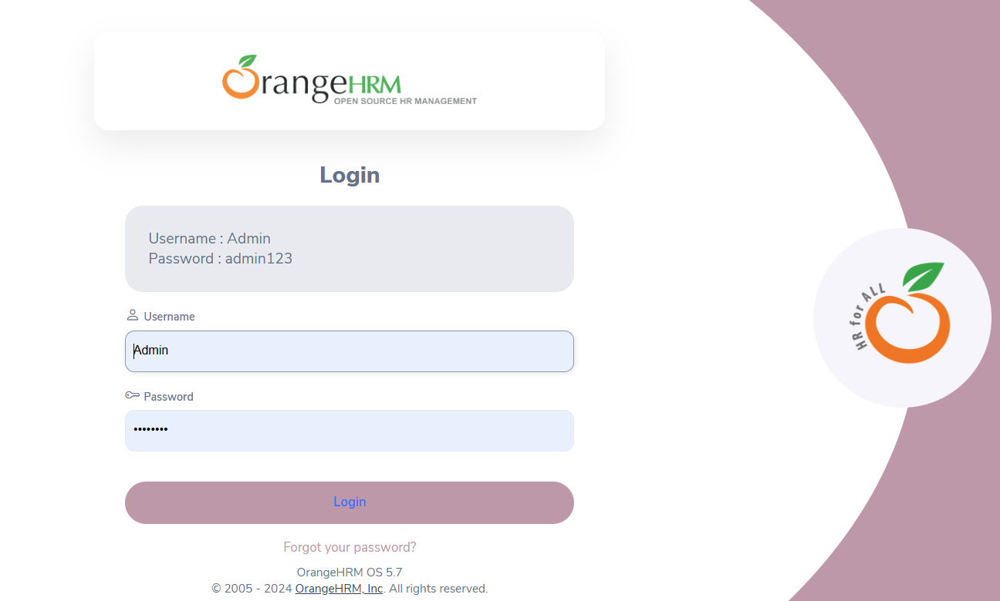 OrangeHRM
OPEN SOURCE HR MANAGEMENT
Login
Username : Admin
Password : admin123
Username
Admin
Password
••••••••
Login
Forgot your password?
OrangeHRM OS 5.7
© 2005 - 2024 OrangeHRM, Inc. All rights reserved.
HR for ALL